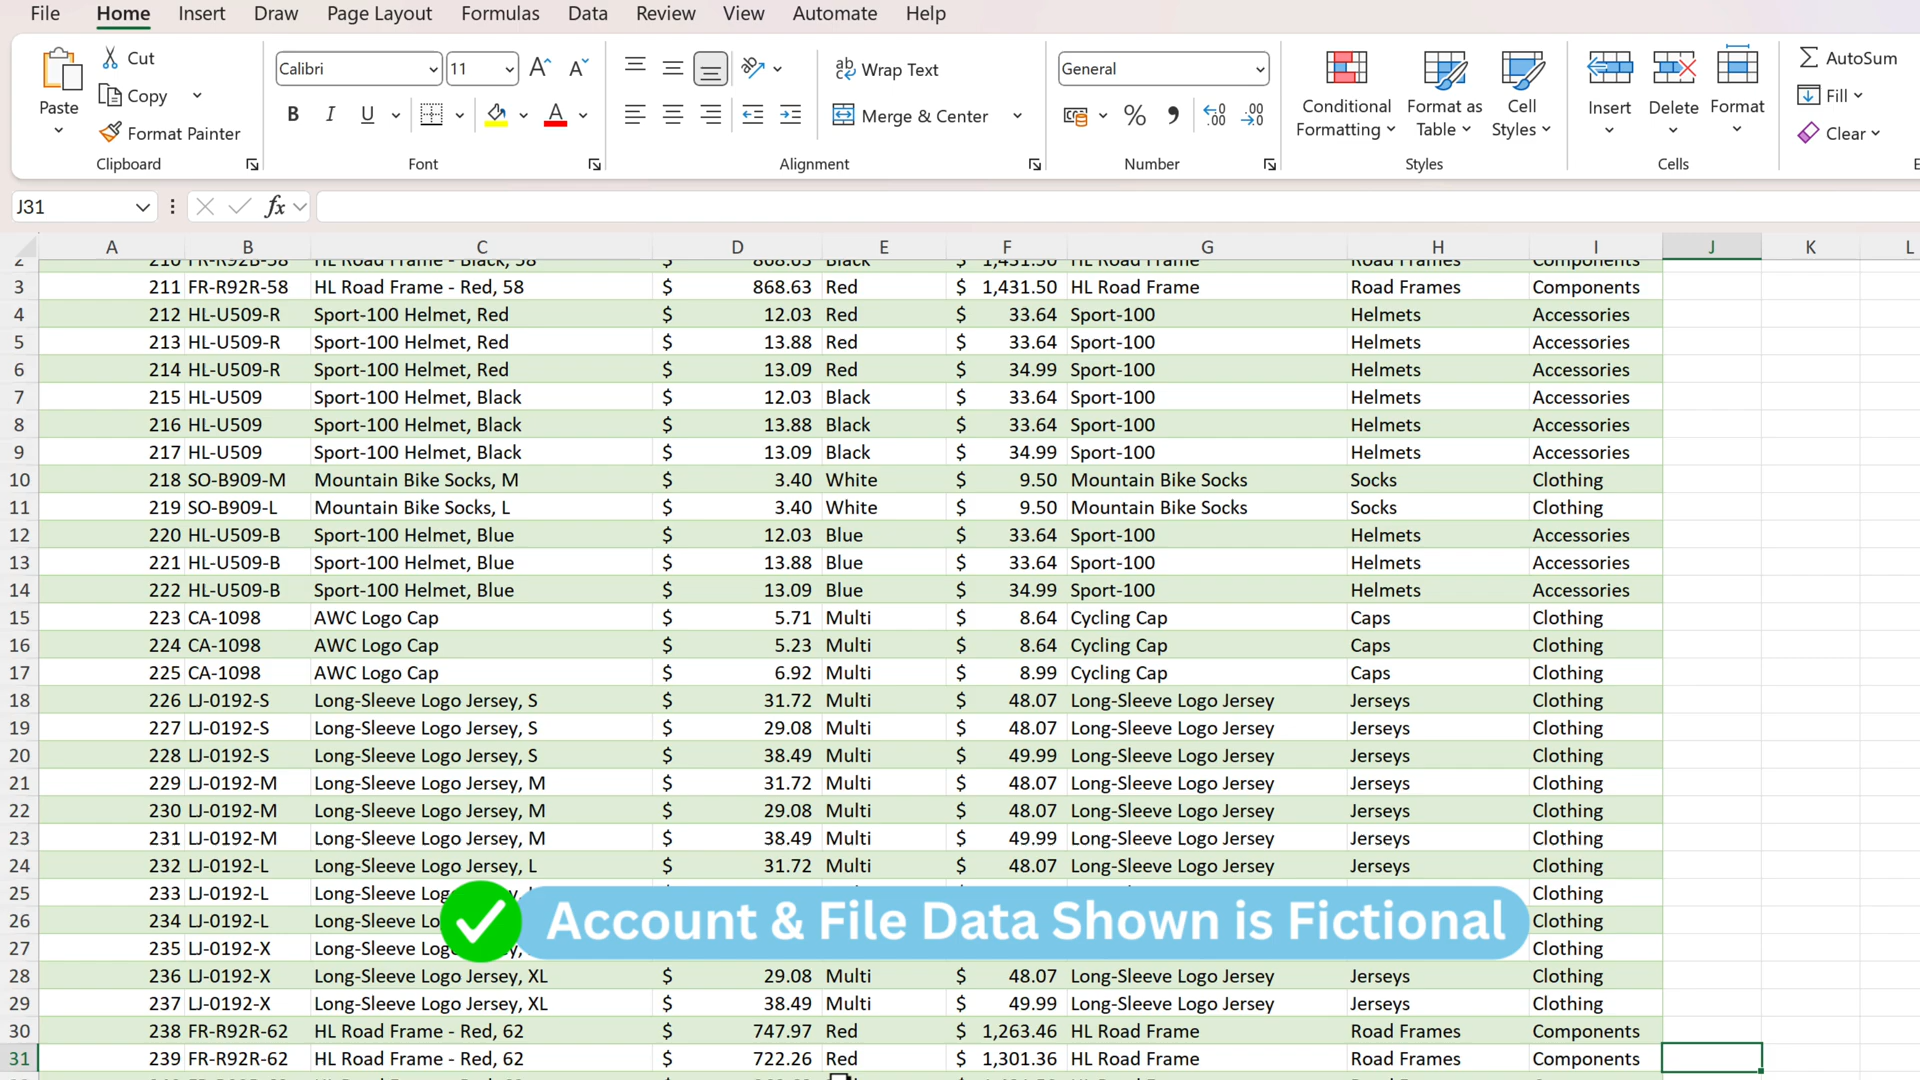 File Home Insert Draw Page Layout Formulas Data Review View Automate Help
Paste Cut Copy Format Painter Clipboard
Calibri 11 B I U A Font
Wrap Text Merge & Center Alignment
General % Number
Conditional Formatting Format as Table Cell Styles Styles
Insert Delete Format Cells
AutoSum Fill Clear
J31 fx
A B C D E F G H I J K L
2 210 FR-R92B-58 HL Road Frame - Black, 58 $ 868.63 Black $ 1,431.50 HL Road Frame Road Frames Components
3 211 FR-R92R-58 HL Road Frame - Red, 58 $ 868.63 Red $ 1,431.50 HL Road Frame Road Frames Components
4 212 HL-U509-R Sport-100 Helmet, Red $ 12.03 Red $ 33.64 Sport-100 Helmets Accessories
5 213 HL-U509-R Sport-100 Helmet, Red $ 13.88 Red $ 33.64 Sport-100 Helmets Accessories
6 214 HL-U509-R Sport-100 Helmet, Red $ 13.09 Red $ 34.99 Sport-100 Helmets Accessories
7 215 HL-U509 Sport-100 Helmet, Black $ 12.03 Black $ 33.64 Sport-100 Helmets Accessories
8 216 HL-U509 Sport-100 Helmet, Black $ 13.88 Black $ 33.64 Sport-100 Helmets Accessories
9 217 HL-U509 Sport-100 Helmet, Black $ 13.09 Black $ 34.99 Sport-100 Helmets Accessories
10 218 SO-B909-M Mountain Bike Socks, M $ 3.40 White $ 9.50 Mountain Bike Socks Socks Clothing
11 219 SO-B909-L Mountain Bike Socks, L $ 3.40 White $ 9.50 Mountain Bike Socks Socks Clothing
12 220 HL-U509-B Sport-100 Helmet, Blue $ 12.03 Blue $ 33.64 Sport-100 Helmets Accessories
13 221 HL-U509-B Sport-100 Helmet, Blue $ 13.88 Blue $ 33.64 Sport-100 Helmets Accessories
14 222 HL-U509-B Sport-100 Helmet, Blue $ 13.09 Blue $ 34.99 Sport-100 Helmets Accessories
15 223 CA-1098 AWC Logo Cap $ 5.71 Multi $ 8.64 Cycling Cap Caps Clothing
16 224 CA-1098 AWC Logo Cap $ 5.23 Multi $ 8.64 Cycling Cap Caps Clothing
17 225 CA-1098 AWC Logo Cap $ 6.92 Multi $ 8.99 Cycling Cap Caps Clothing
18 226 LJ-0192-S Long-Sleeve Logo Jersey, S $ 31.72 Multi $ 48.07 Long-Sleeve Logo Jersey Jerseys Clothing
19 227 LJ-0192-S Long-Sleeve Logo Jersey, S $ 29.08 Multi $ 48.07 Long-Sleeve Logo Jersey Jerseys Clothing
20 228 LJ-0192-S Long-Sleeve Logo Jersey, S $ 38.49 Multi $ 49.99 Long-Sleeve Logo Jersey Jerseys Clothing
21 229 LJ-0192-M Long-Sleeve Logo Jersey, M $ 31.72 Multi $ 48.07 Long-Sleeve Logo Jersey Jerseys Clothing
22 230 LJ-0192-M Long-Sleeve Logo Jersey, M $ 29.08 Multi $ 48.07 Long-Sleeve Logo Jersey Jerseys Clothing
23 231 LJ-0192-M Long-Sleeve Logo Jersey, M $ 38.49 Multi $ 49.99 Long-Sleeve Logo Jersey Jerseys Clothing
24 232 LJ-0192-L Long-Sleeve Logo Jersey, L $ 31.72 Multi $ 48.07 Long-Sleeve Logo Jersey Jerseys Clothing
25 233 LJ-0192-L Long-Sleeve Clothing
26 234 LJ-0192-L Long-Sleeve Clothing
Account & File Data Shown is Fictional
27 235 LJ-0192-X Long-Sleeve Clothing
28 236 LJ-0192-X Long-Sleeve Logo Jersey, XL $ 29.08 Multi $ 48.07 Long-Sleeve Logo Jersey Jerseys Clothing
29 237 LJ-0192-X Long-Sleeve Logo Jersey, XL $ 38.49 Multi $ 49.99 Long-Sleeve Logo Jersey Jerseys Clothing
30 238 FR-R92R-62 HL Road Frame - Red, 62 $ 747.97 Red $ 1,263.46 HL Road Frame Road Frames Components
31 239 FR-R92R-62 HL Road Frame - Red, 62 $ 722.26 Red $ 1,301.36 HL Road Frame Road Frames Components